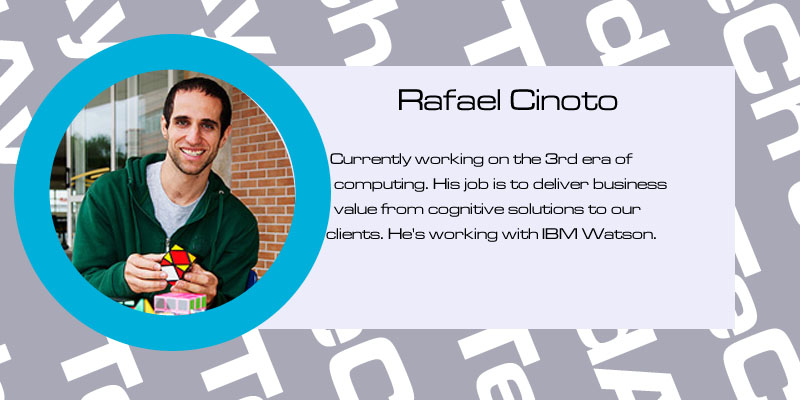 Rafael Cinoto
Currently working on the 3rd era of
computing. His job is to deliver business
value from cognitive solutions to our
clients. He's working with IBM Watson.